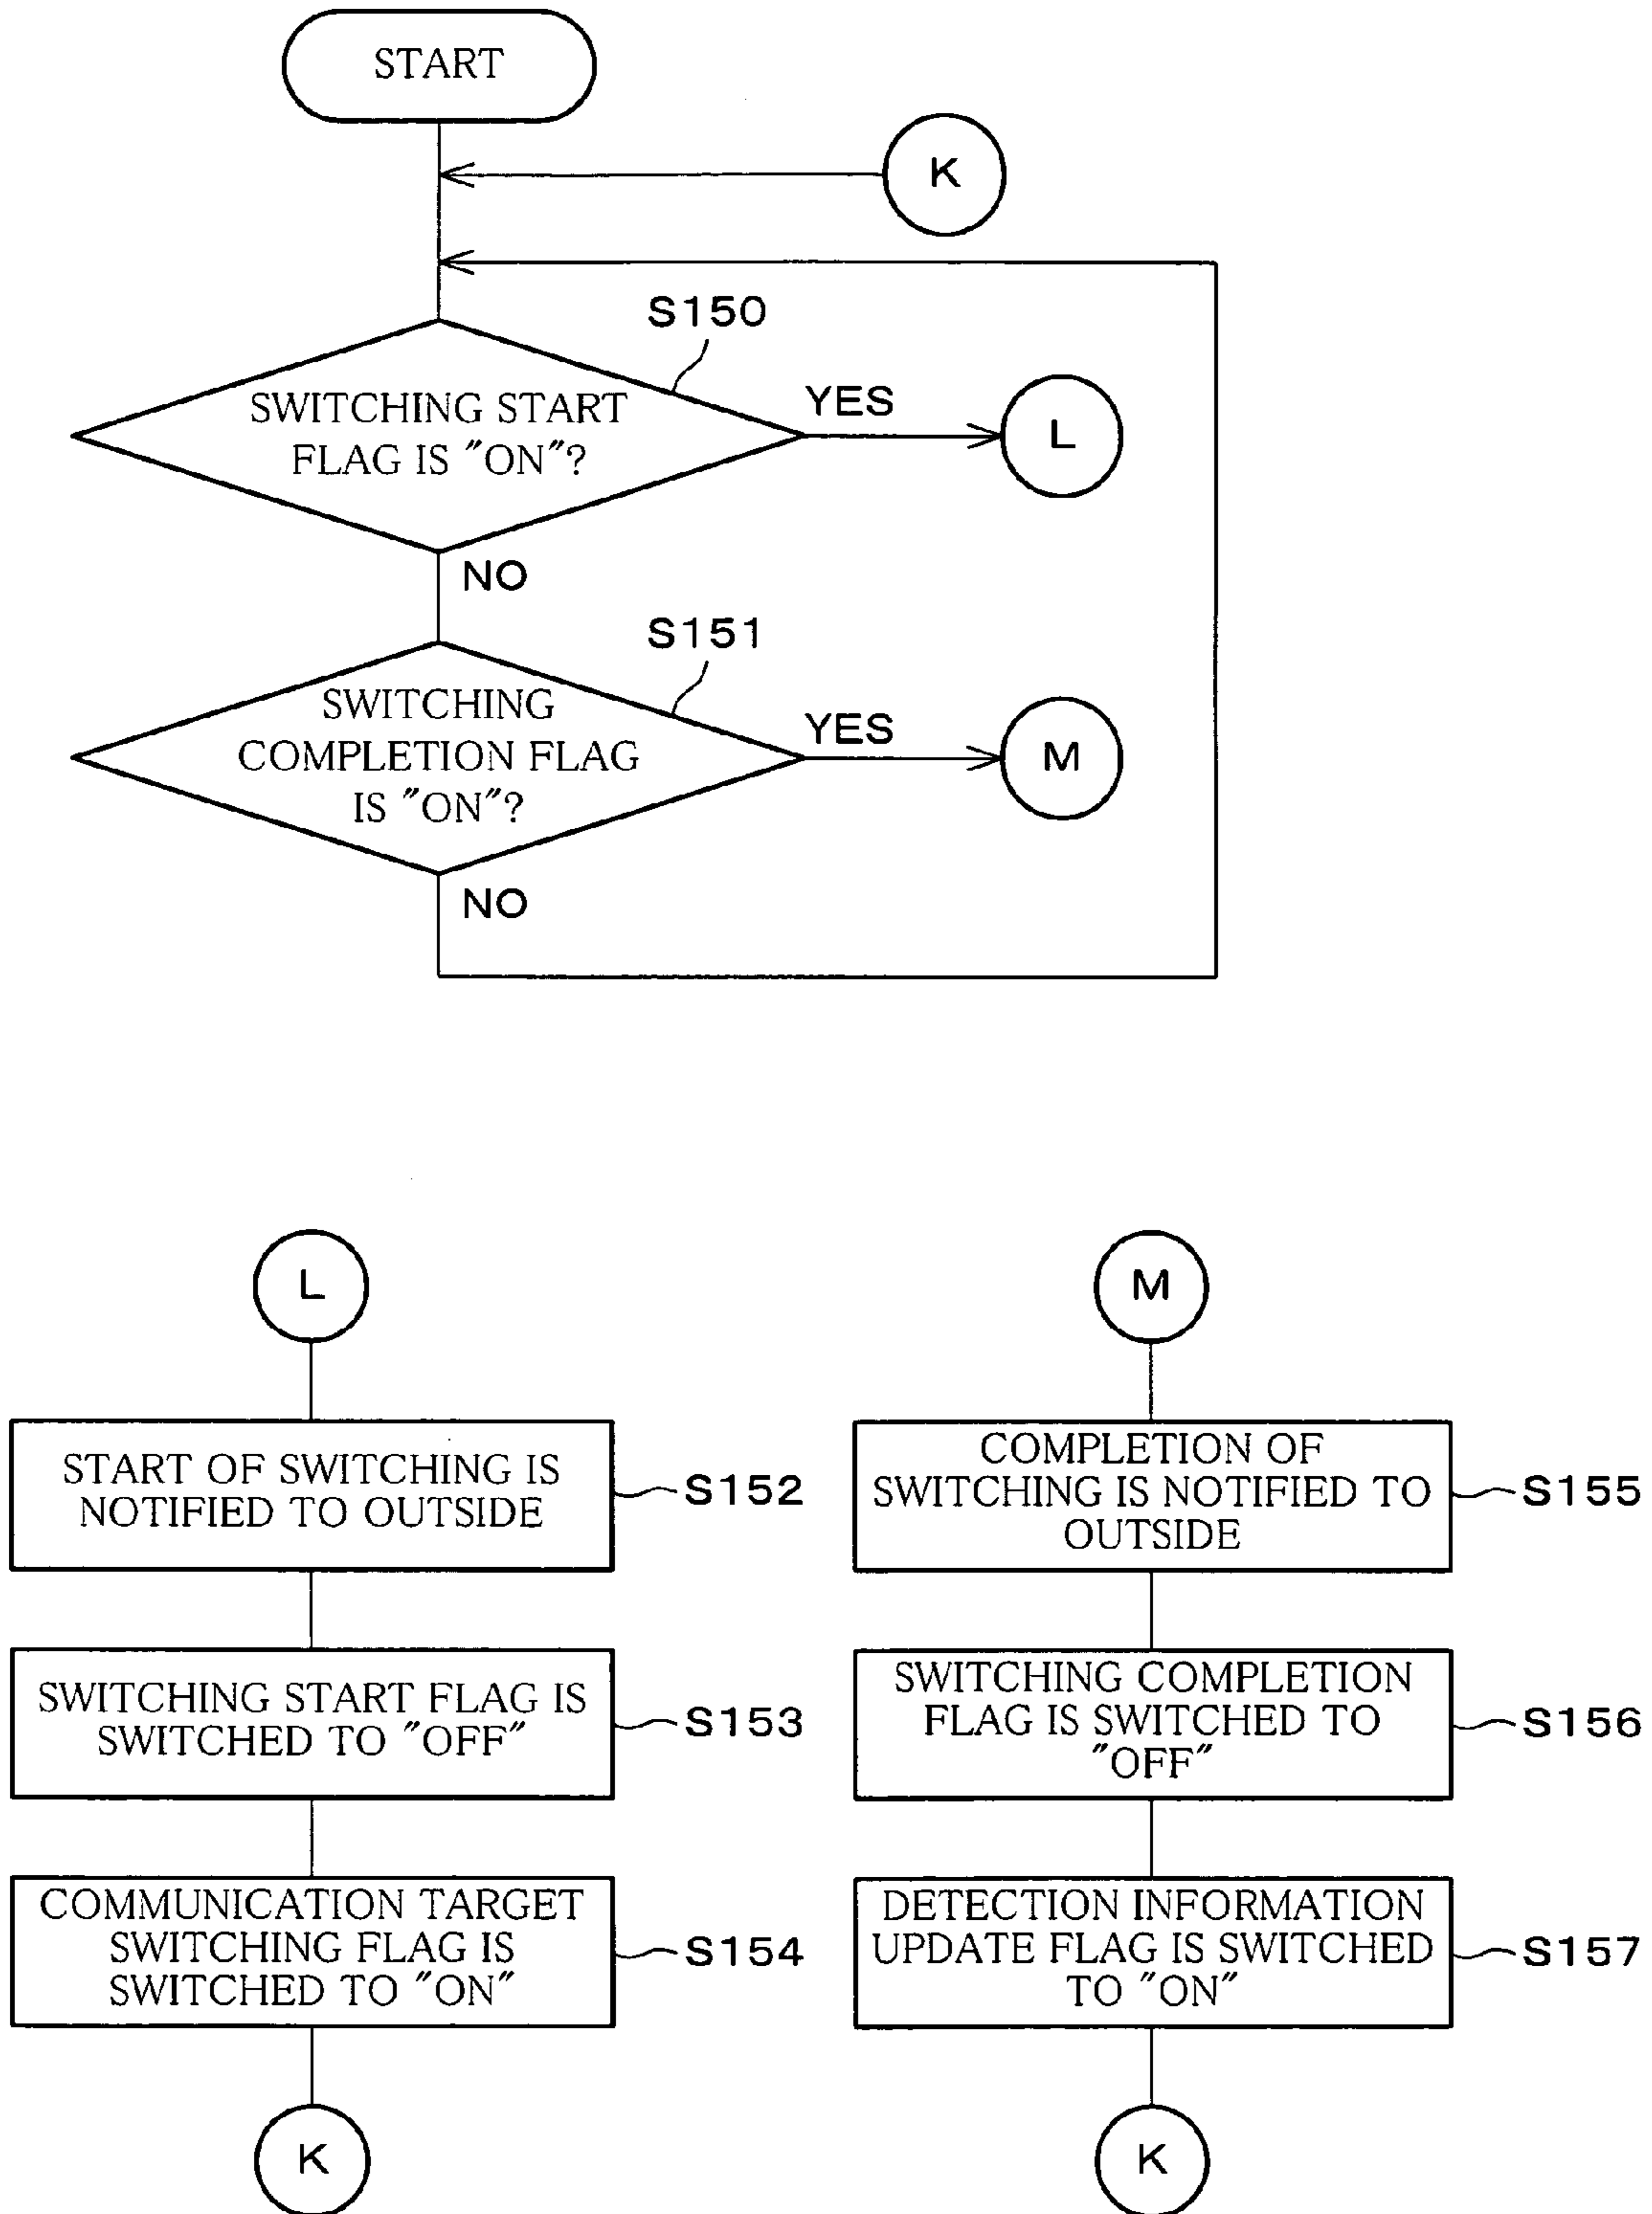 START
K
S150
SWITCHING START
FLAG IS "ON"?
YES
L
NO
S151
SWITCHING
COMPLETION FLAG
IS "ON"?
YES
M
NO
L
START OF SWITCHING IS
NOTIFIED TO OUTSIDE
S152
SWITCHING START FLAG IS
SWITCHED TO "OFF"
S153
COMMUNICATION TARGET
SWITCHING FLAG IS
SWITCHED TO "ON"
S154
K
M
COMPLETION OF
SWITCHING IS NOTIFIED TO
OUTSIDE
S155
SWITCHING COMPLETION
FLAG IS SWITCHED TO
"OFF"
S156
DETECTION INFORMATION
UPDATE FLAG IS SWITCHED
TO "ON"
S157
K